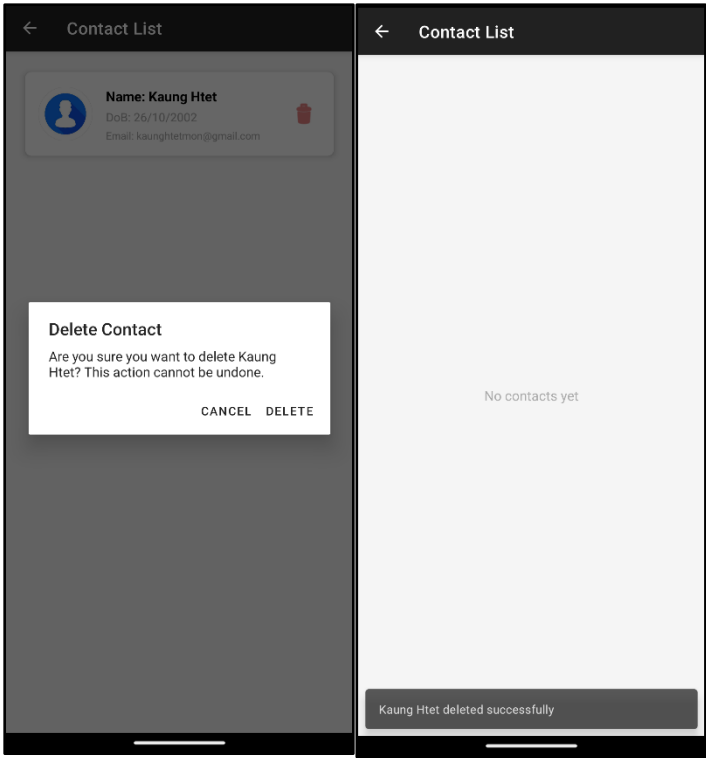 Contact List
Name: Kaung Htet
DoB: 26/10/2002
Email: kaunghtetmon@gmail.com
Delete Contact
Are you sure you want to delete Kaung
Htet? This action cannot be undone.
CANCEL DELETE
Contact List
No contacts yet
Kaung Htet deleted successfully